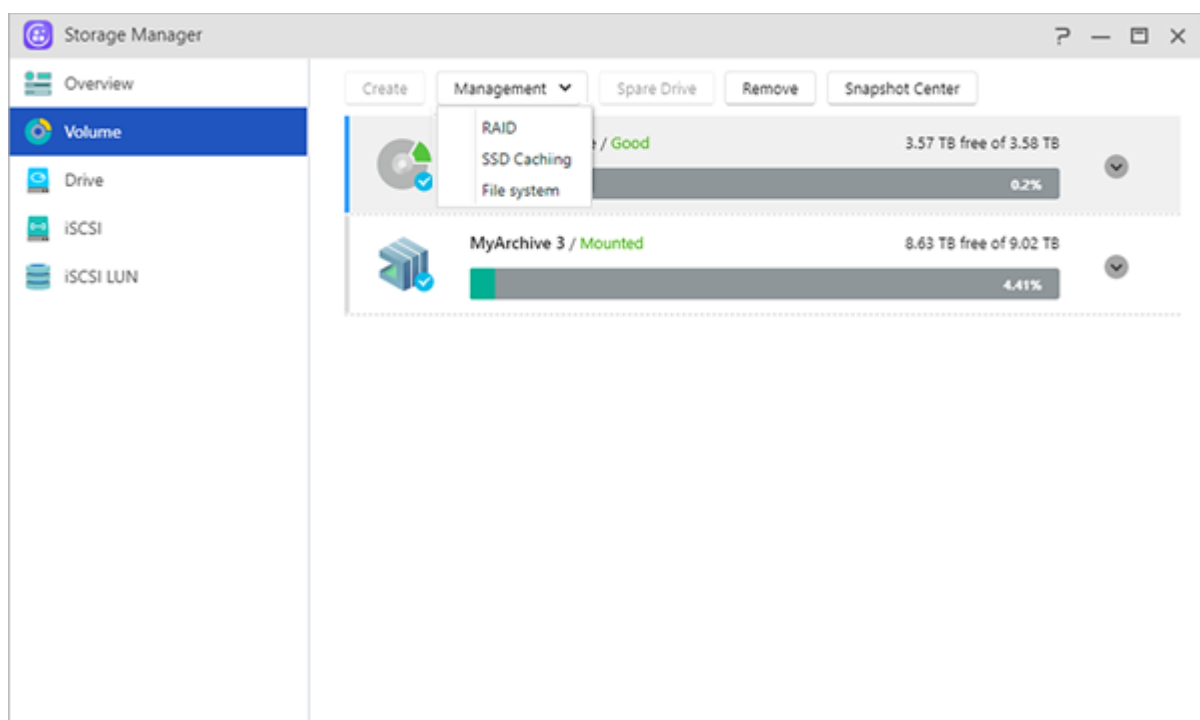 Storage Manager
Overview
Volume
Drive
iSCSI
iSCSI LUN
Create Management Spare Drive Remove Snapshot Center
RAID
SSD Cachiing
File system
/ Good 3.57 TB free of 3.58 TB
0.2%
MyArchive 3 / Mounted 8.63 TB free of 9.02 TB
4.41%